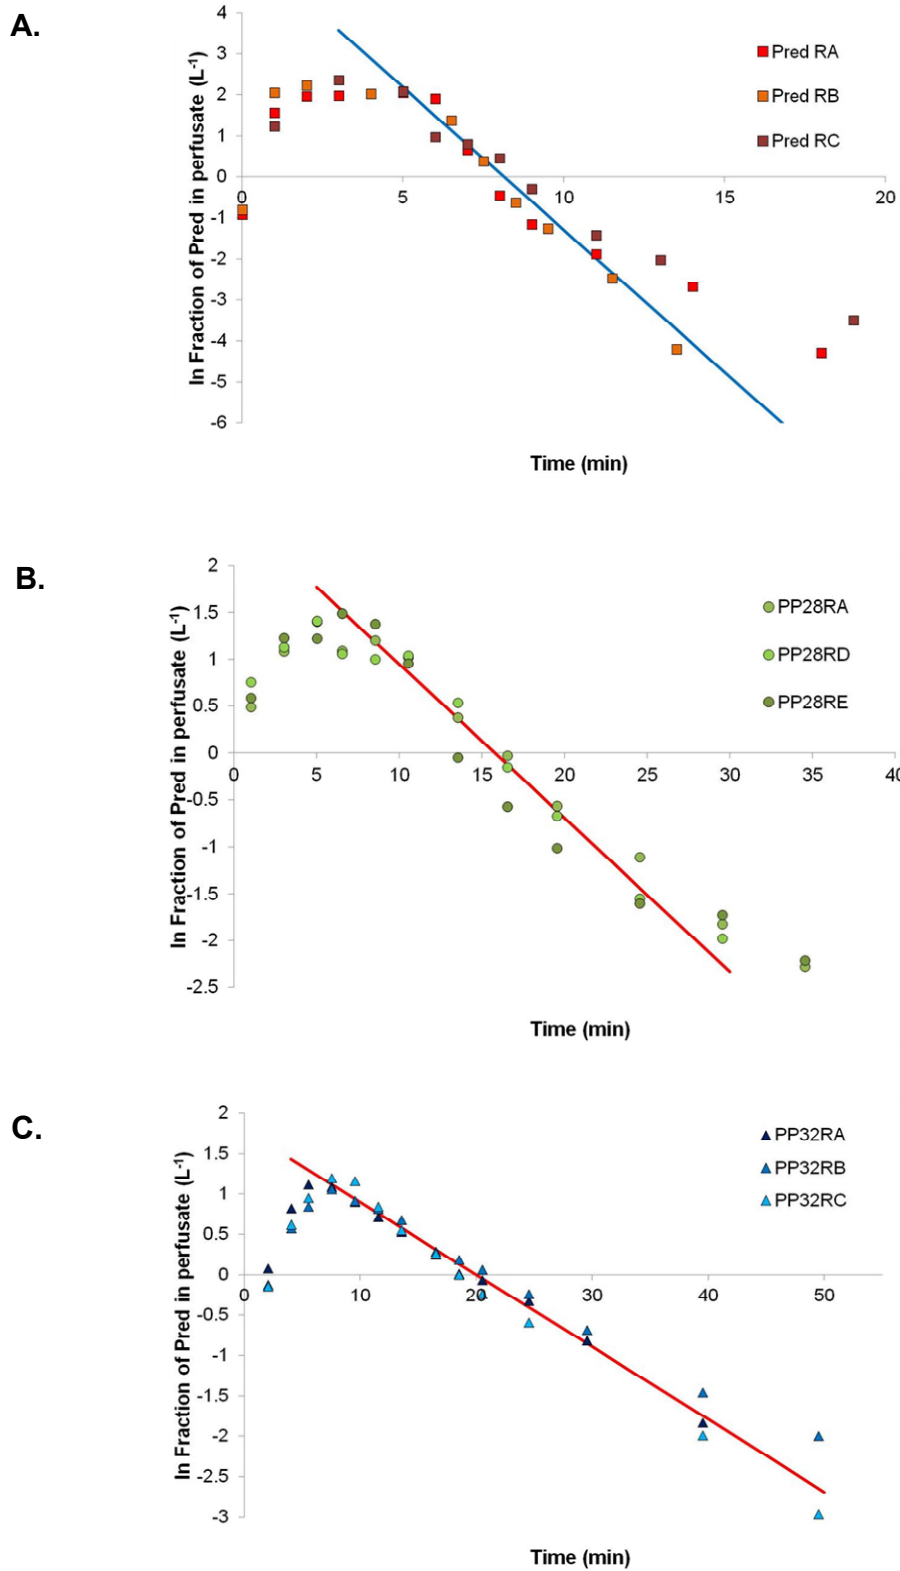 A.
4
3
2
1
0
-1
-2
-3
-4
-5
-6
0 5 10 15 20
ln Fraction of Pred in perfusate (L-1)
Time (min)
Pred RA
Pred RB
Pred RC
B.
2
1.5
1
0.5
0
-0.5
-1
-1.5
-2
-2.5
0 5 10 15 20 25 30 35 40
ln Fraction of Pred in perfusate (L-1)
Time (min)
PP28RA
PP28RD
PP28RE
C.
2
1.5
1
0.5
0
-0.5
-1
-1.5
-2
-2.5
-3
0 10 20 30 40 50
ln Fraction of Pred in perfusate (L-1)
Time (min)
PP32RA
PP32RB
PP32RC